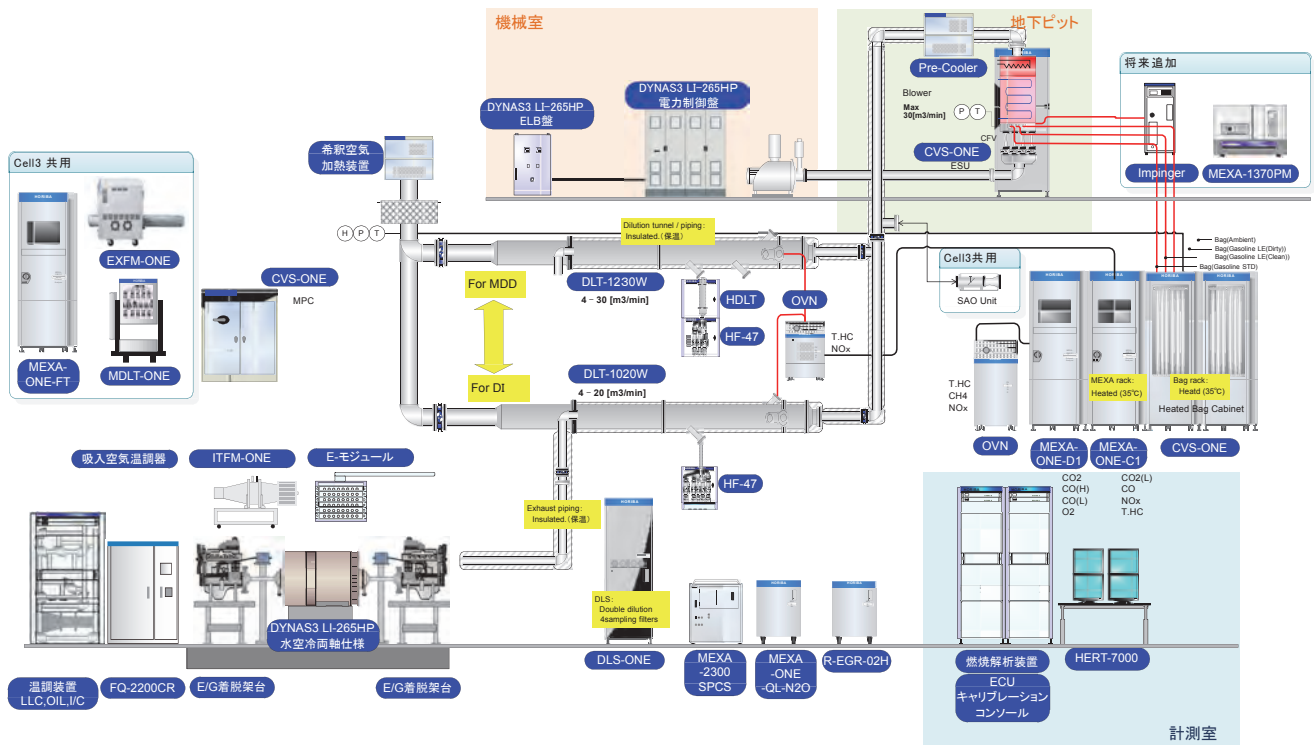 機械室
地下ピット
Pre-Cooler
Blower
Max
30[m3/min]
P
T
CFV
CVS-ONE
ESU
DYNAS3 LI-265HP
ELB盤
DYNAS3 LI-265HP
電力制御盤
将来追加
Impinger
MEXA-1370PM
Cell3 共用
HORIBA
EXFM-ONE
MEXA-
ONE-FT
MDLT-ONE
CVS-ONE
MPC
希釈空気
加熱装置
H
P
T
Dilution tunnel / piping:
Insulated.(保温)
For MDD
For DI
DLT-1230W
4 - 30 [m3/min]
HDLT
HF-47
OVN
T.HC
NOx
DLT-1020W
4 - 20 [m3/min]
HF-47
Cell3共用
SAO Unit
Bag(Ambient)
Bag(Gasoline LE(Dirty))
Bag(Gasoline LE(Clean))
Bag(Gasoline STD)
HORIBA
HORIBA
HORIBA
T.HC
CH4
NOx
OVN
MEXA rack:
Heated (35℃)
Bag rack:
Heatd (35℃)
Heated Bag Cabinet
MEXA-
ONE-D1
MEXA-
ONE-C1
CVS-ONE
CO2
CO(H)
CO(L)
O2
CO2(L)
CO
NOx
T.HC
吸入空気温調器
ITFM-ONE
E-モジュール
Exhaust piping:
Insulated.(保温)
HORIBA
DLS:
Double dilution
4sampling filters
DYNAS3 LI-265HP
水空冷両軸仕様
温調装置
LLC,OIL,I/C
FQ-2200CR
E/G着脱架台
E/G着脱架台
DLS-ONE
MEXA
-2300
SPCS
MEXA
-ONE
-QL-N2O
R-EGR-02H
燃焼解析装置
ECU
キャリブレーション
コンソール
HERT-7000
計測室